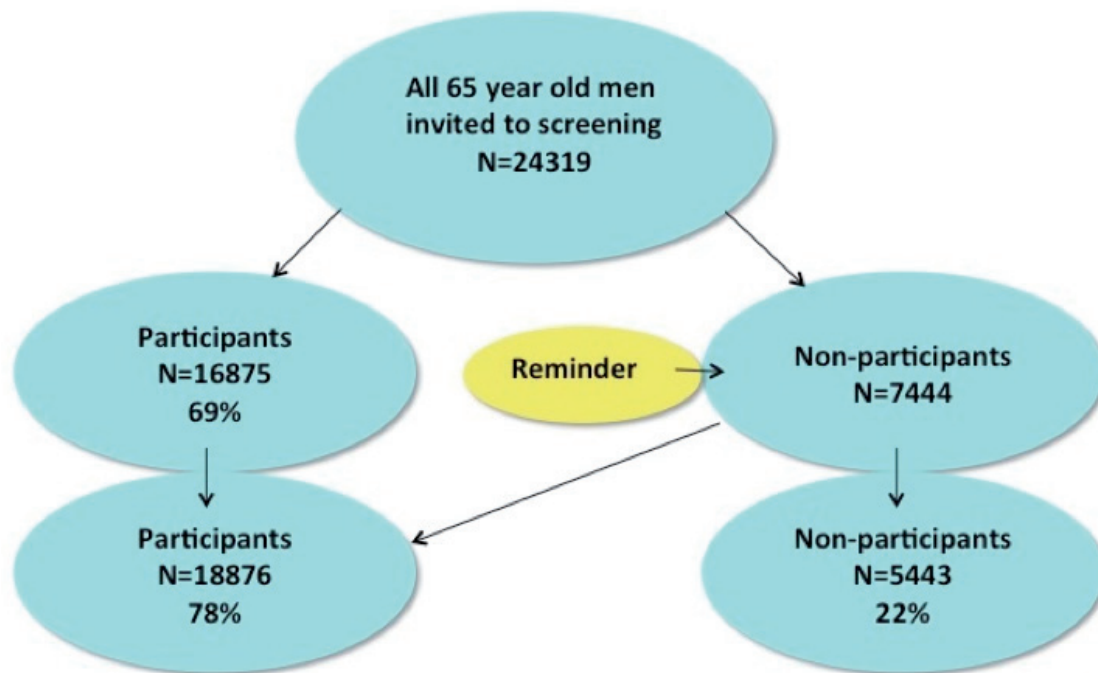 All 65 year old men
invited to screening
N=24319
Participants
N=16875
69%
Reminder
Non-participants
N=7444
Participants
N=18876
78%
Non-participants
N=5443
22%